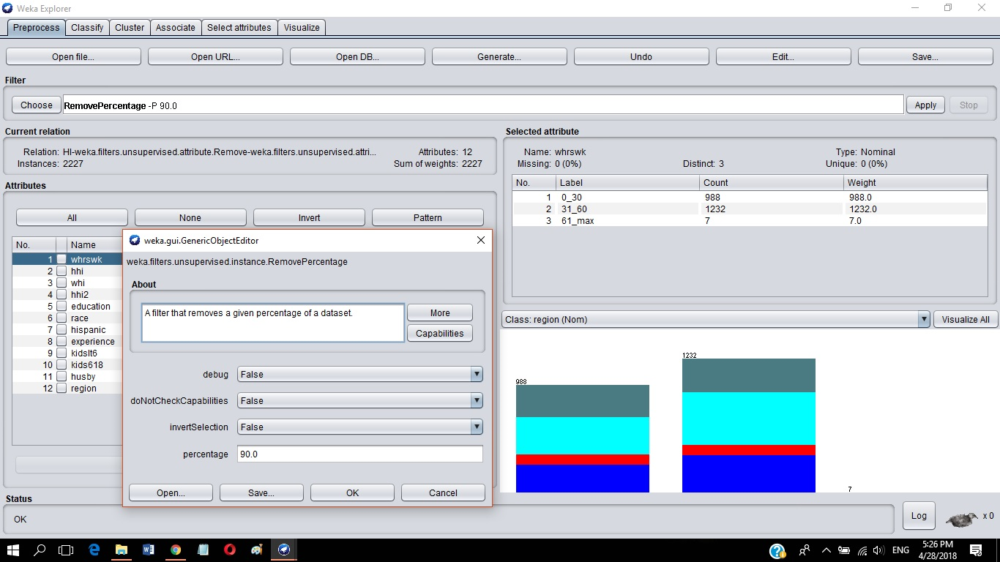 Weka Explorer
Preprocess Classify Cluster Associate Select attributes Visualize
Open file... Open URL... Open DB... Generate... Undo Edit... Save...
Filter
Choose RemovePercentage -P 90.0 Apply Stop
Current relation
Relation: HI-weka.filters.unsupervised.attribute.Remove-weka.filters.unsupervised.attri... Attributes: 12
Instances: 2227 Sum of weights: 2227
Selected attribute
Name: whrswk Type: Nominal
Missing: 0 (0%) Distinct: 3 Unique: 0 (0%)
No. Label Count Weight
1 0_30 988 988.0
2 31_60 1232 1232.0
3 61_max 7 7.0
Attributes
All None Invert Pattern
No. Name
1 whrswk
2 hhi
3 whi
4 hhi2
5 education
6 race
7 hispanic
8 experience
9 kidslt6
10 kids618
11 husby
12 region
weka.gui.GenericObjectEditor
weka.filters.unsupervised.instance.RemovePercentage
About
A filter that removes a given percentage of a dataset.
More
Capabilities
debug False
doNotCheckCapabilities False
invertSelection False
percentage 90.0
Open... Save... OK Cancel
Class: region (Nom) Visualize All
988
1232
7
Status
OK
Log x 0
ENG
5:26 PM
4/28/2018